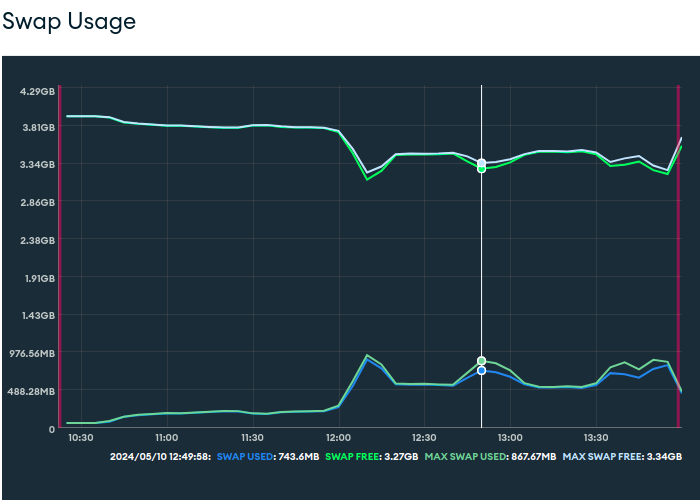 Swap Usage
4.29GB
3.81GB
3.34GB
2.86GB
2.38GB
1.91GB
1.43GB
976.56MB
488.28MB
0
10:30 11:00 11:30 12:00 12:30 13:00 13:30
2024/05/10 12:49:58: SWAP USED: 743.6MB SWAP FREE: 3.27GB MAX SWAP USED: 867.67MB MAX SWAP FREE: 3.34GB